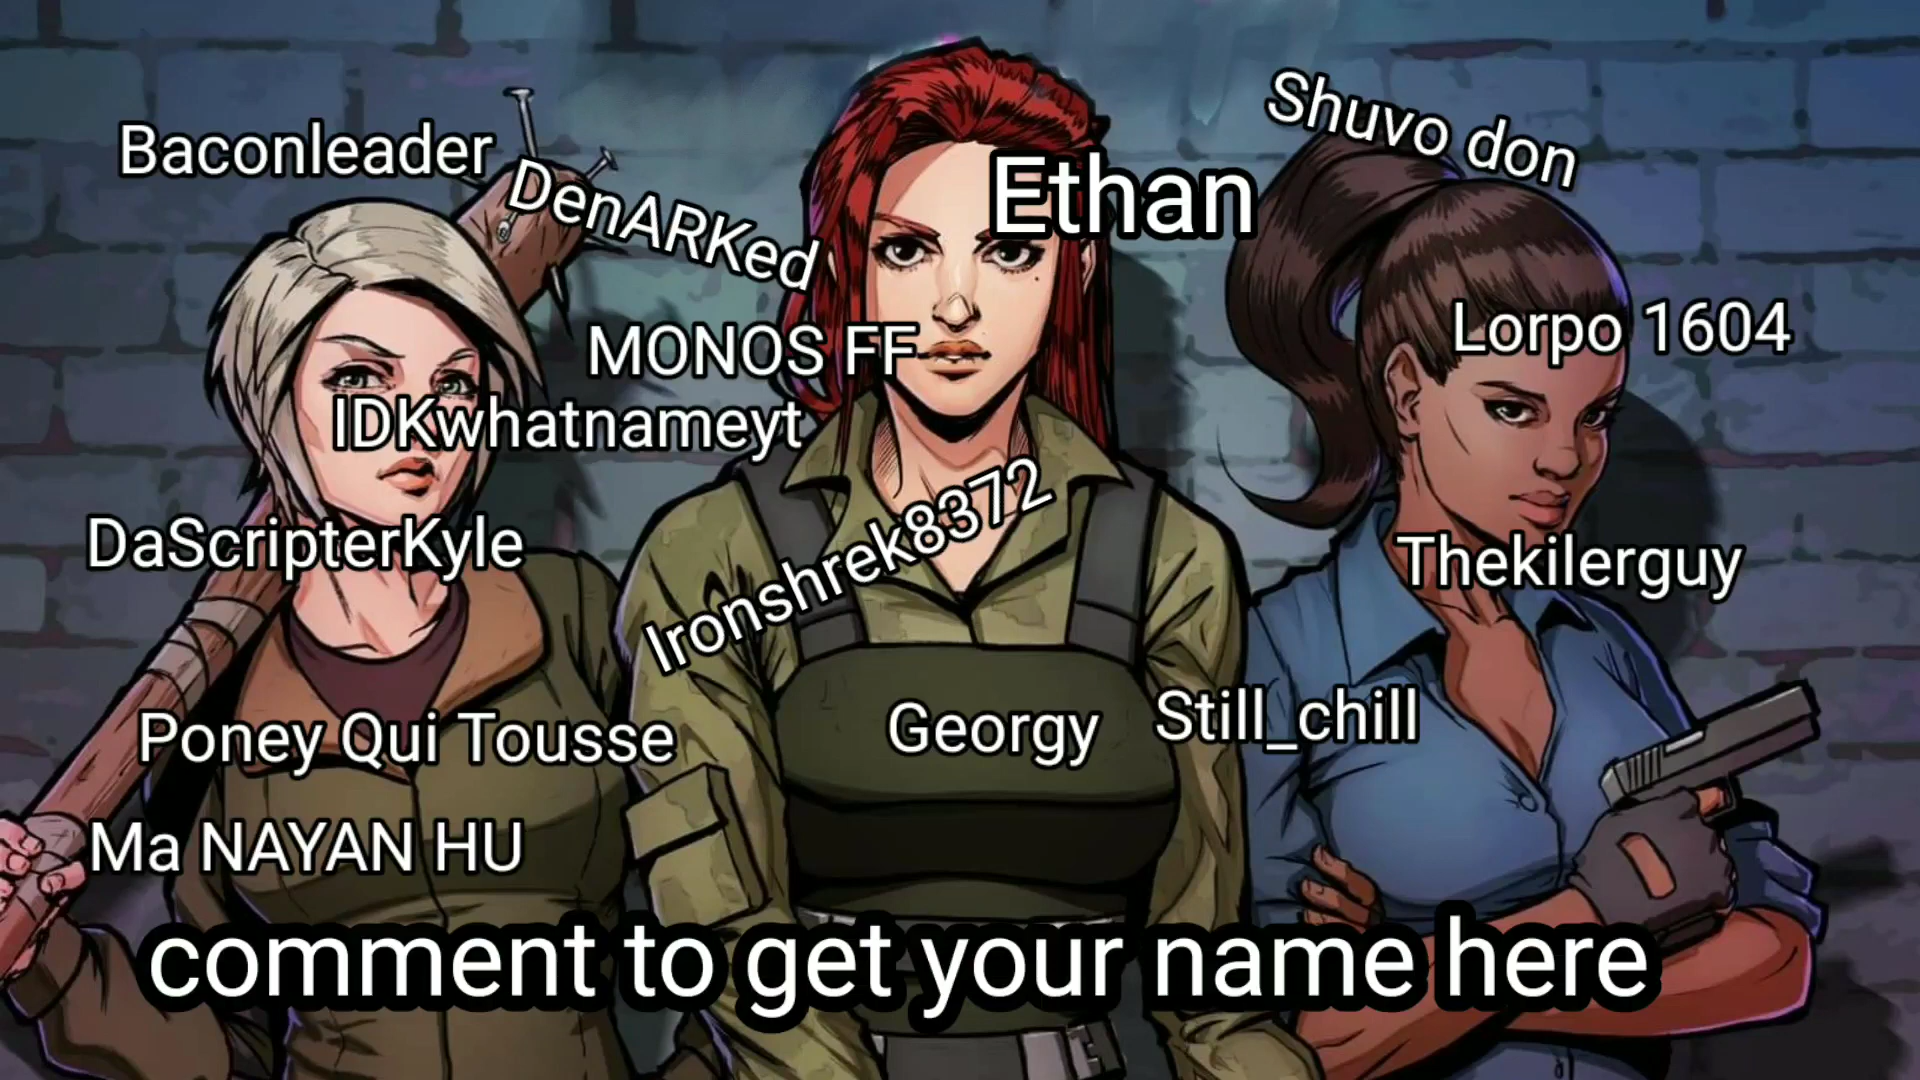 Shuvo don
Baconleader
DenARKed
Ethan
MONOS FF
Lorpo 1604
IDKwhatnameyt
DaScripterKyle
Ironshrek8372
Thekilerguy
Poney Qui Tousse
Georgy
Still_chill
Ma NAYAN HU
comment to get your name here